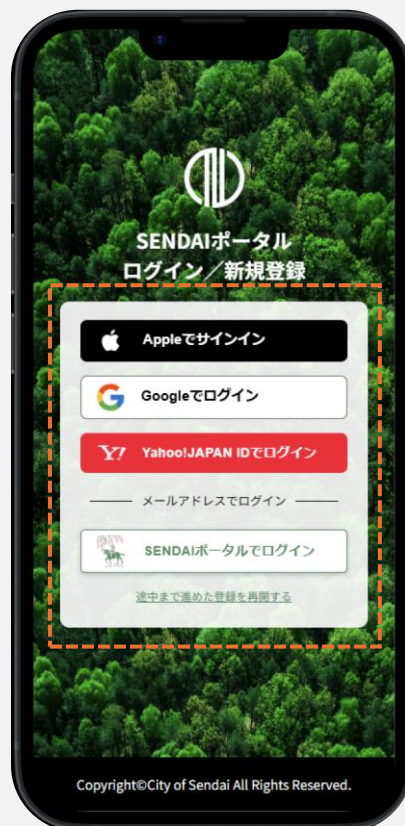 SENDAIポータル
ログイン／新規登録
Appleでサインイン
Googleでログイン
Y! Yahoo!JAPAN IDでログイン
メールアドレスでログイン
SENDAIポータルでログイン
途中まで進めた登録を再開する
Copyright©City of Sendai All Rights Reserved.